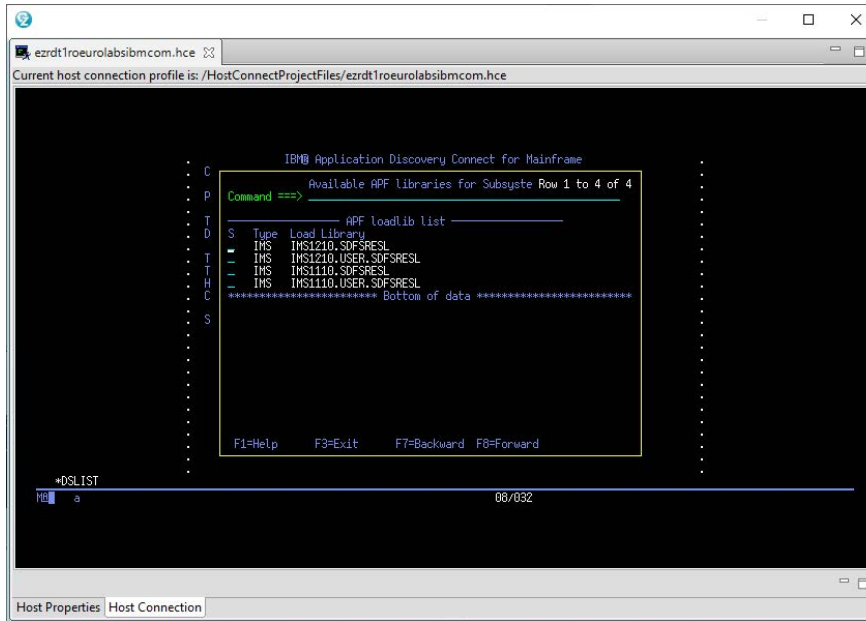 ezrdt1roeurolabsibmcom.hce
Current host connection profile is: /HostConnectProjectFiles/ezrdt1roeurolabsibmcom.hce
IBM® Application Discovery Connect for Mainframe
C
Available APF libraries for Subsyste Row 1 to 4 of 4
P Command ===>
T APF loadlib list
D S Type Load Library
IMS IMS1210.SDFSRESL
T IMS IMS1210.USER.SDFSRESL
T IMS IMS1110.SDFSRESL
H IMS IMS1110.USER.SDFSRESL
C ************************ Bottom of data *************************
S
F1=Help F3=Exit F7=Backward F8=Forward
*DSLIST
MA a 08/032
Host Properties Host Connection